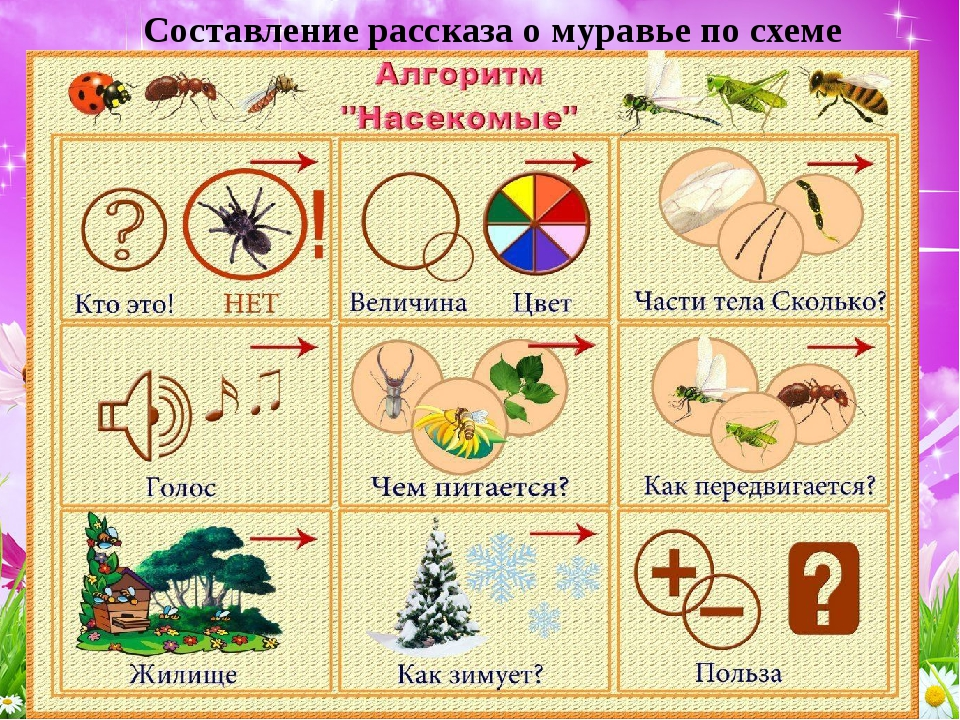 Составление рассказа о муравье по схеме
Алгоритм
"Насекомые"
?
!
Кто это! НЕТ
Величина Цвет
Части тела Сколько?
Голос
Чем питается?
Как передвигается?
+
−
?
Жилище
Как зимует?
Польза